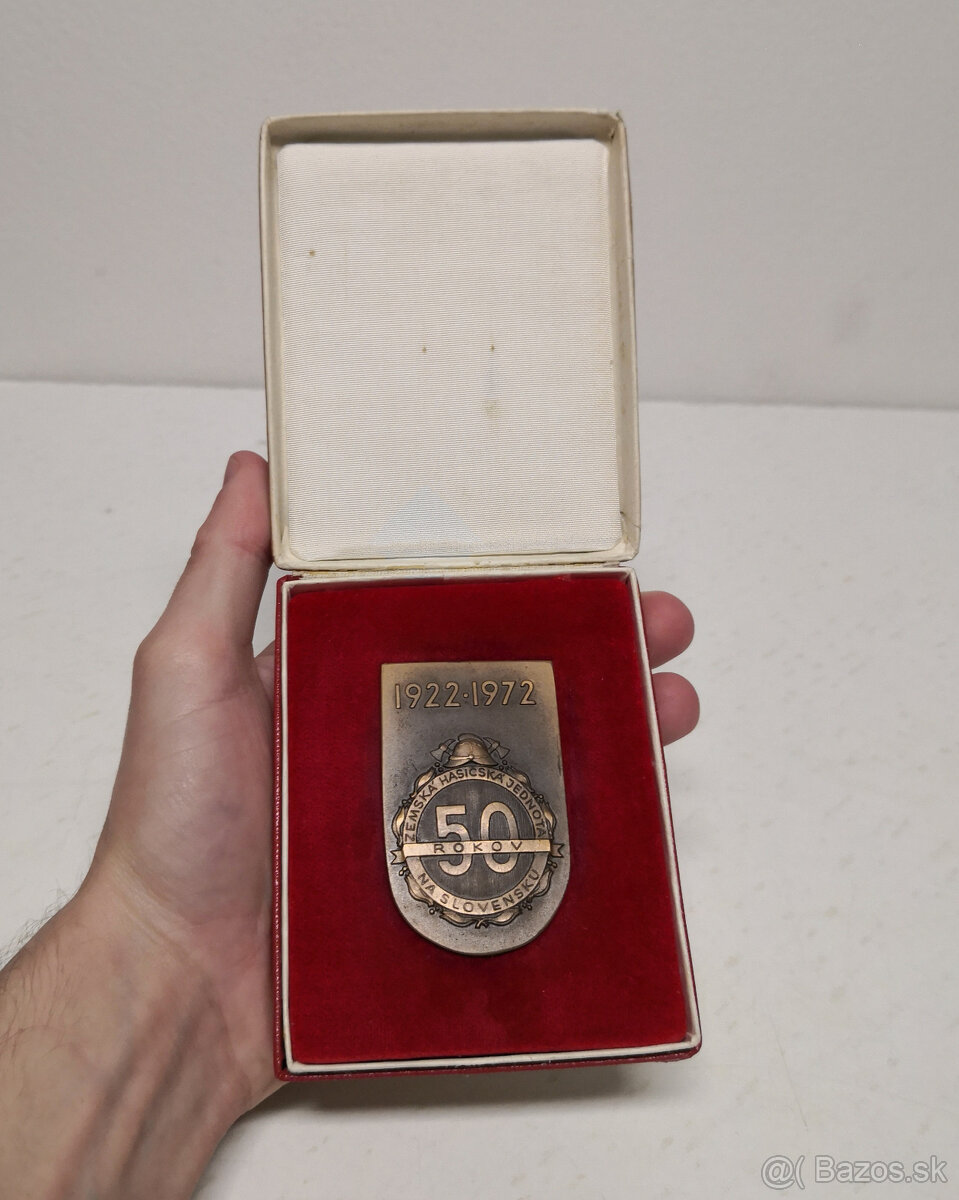 1922·1972
ZEMSKÁ HASIČSKÁ JEDNOTA
50
ROKOV
NA SLOVENSKU
@( Bazos.sk